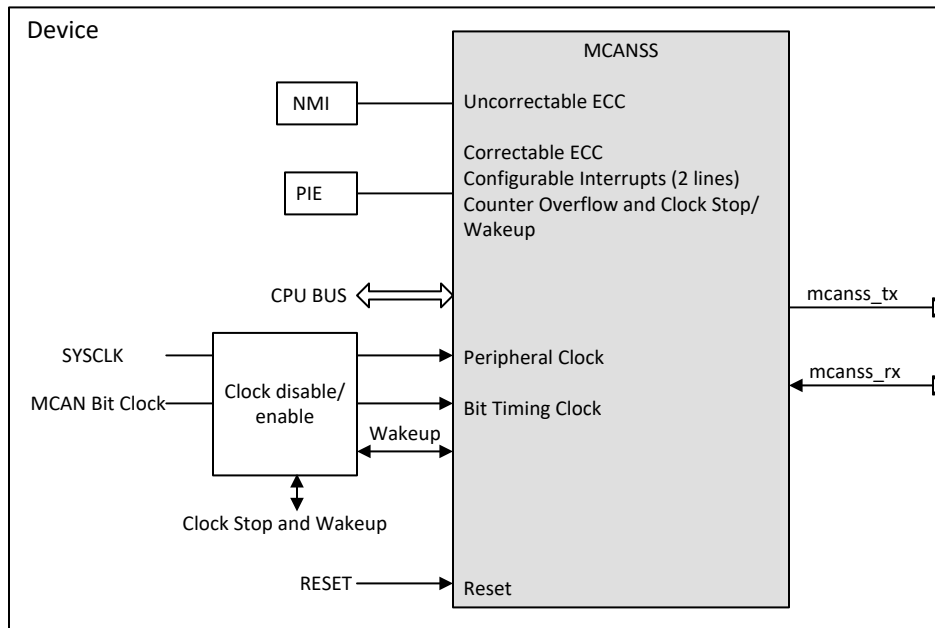 Device
MCANSS
NMI
Uncorrectable ECC
Correctable ECC
Configurable Interrupts (2 lines)
PIE
Counter Overflow and Clock Stop/
Wakeup
CPU BUS
mcanss_tx
SYSCLK
Peripheral Clock
mcanss_rx
Clock disable/
enable
MCAN Bit Clock
Bit Timing Clock
Wakeup
Clock Stop and Wakeup
RESET
Reset